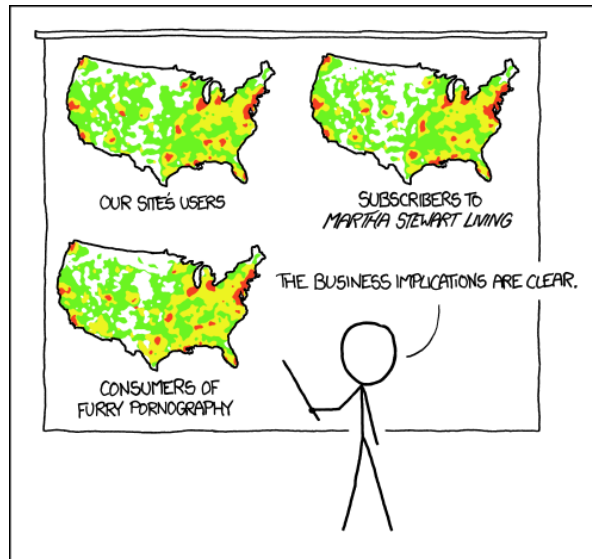 OUR SITE'S USERS
SUBSCRIBERS TO
MARTHA STEWART LIVING
THE BUSINESS IMPLICATIONS ARE CLEAR.
CONSUMERS OF
FURRY PORNOGRAPHY